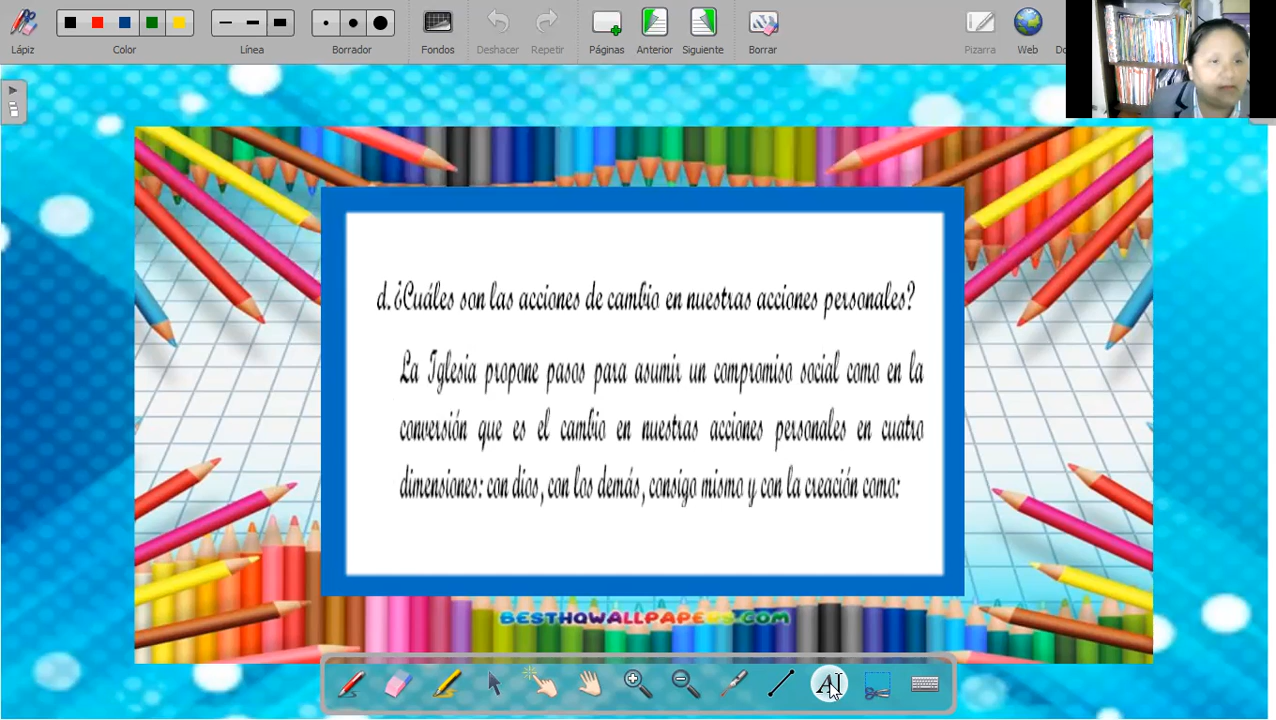 Lápiz
Color
Línea
Borrador
Fondos
Deshacer
Repetir
Páginas
Anterior
Siguiente
Borrar
Pizarra
Web
d. ¿Cuáles son las acciones de cambio en nuestras acciones personales?
La Iglesia propone pasos para asumir un compromiso social como en la
conversión que es el cambio en nuestras acciones personales en cuatro
dimensiones: con dios, con los demás, consigo mismo y con la creación como:
BESTHQWALLPAPERS.COM
AI